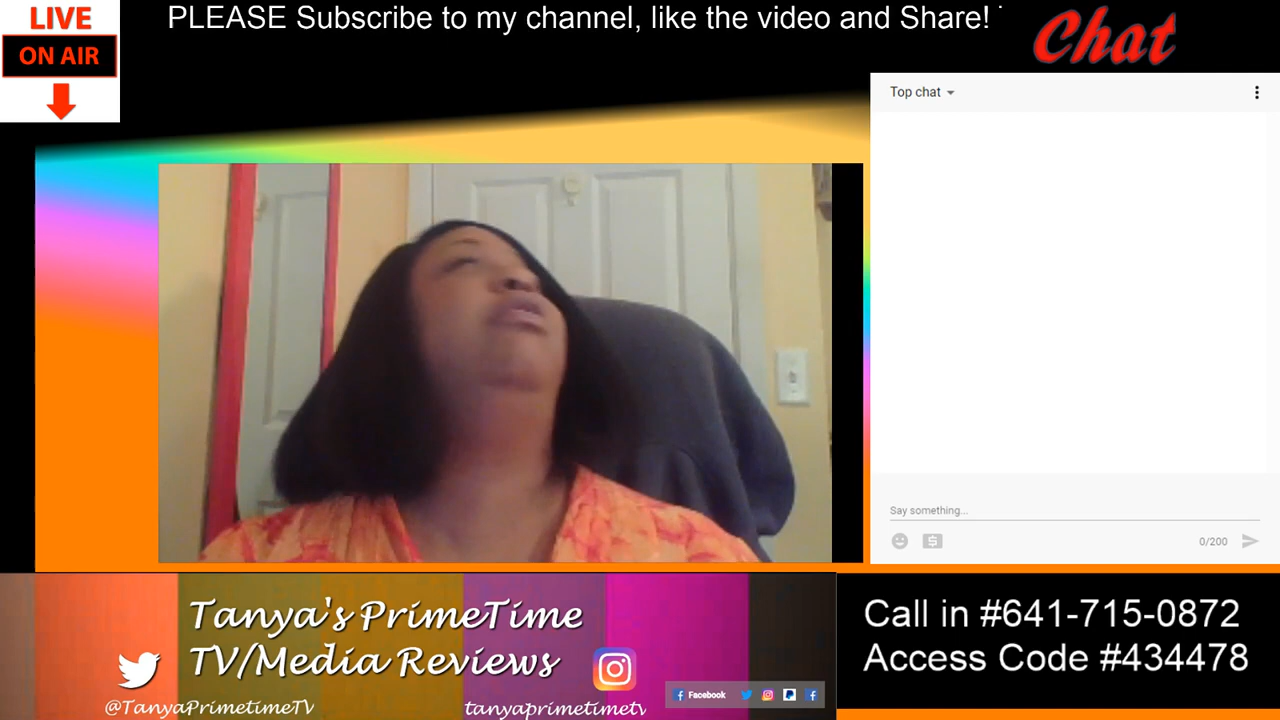 LIVE
ON AIR
PLEASE Subscribe to my channel, like the video and Share!
Chat
Top chat
Say something...
0/200
Tanya's PrimeTime
TV/Media Reviews
@TanyaPrimetimeTV
tanyaprimetimetv
Facebook
Call in #641-715-0872
Access Code #434478